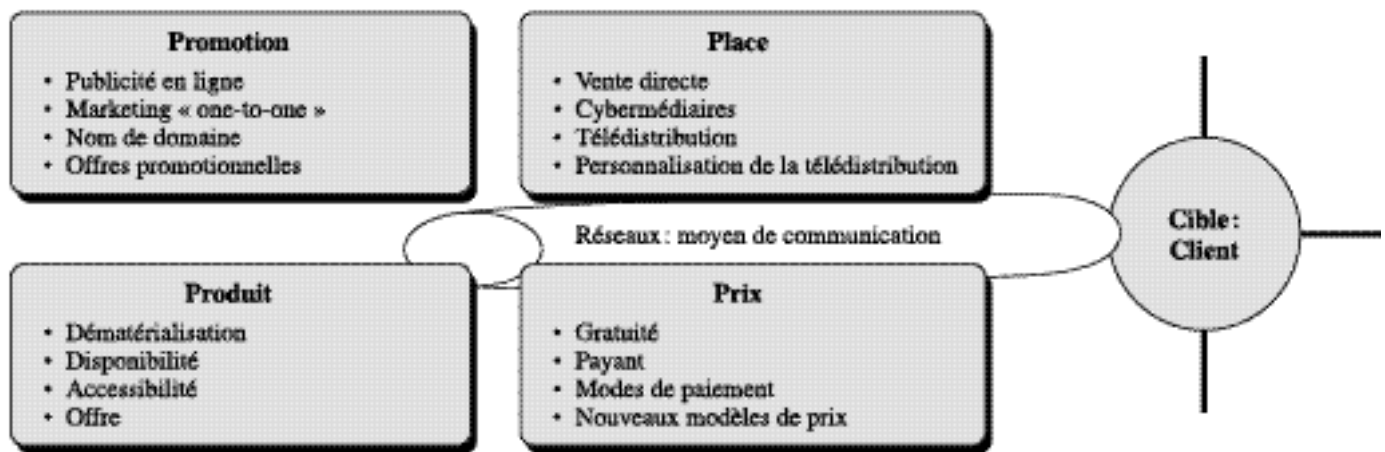 Promotion
• Publicité en ligne
• Marketing « one-to-one »
• Nom de domaine
• Offres promotionnelles
Place
• Vente directe
• Cybermédiaires
• Télédistribution
• Personnalisation de la télédistribution
Réseaux : moyen de communication
Cible :
Client
Produit
• Dématérialisation
• Disponibilité
• Accessibilité
• Offre
Prix
• Gratuité
• Payant
• Modes de paiement
• Nouveaux modèles de prix